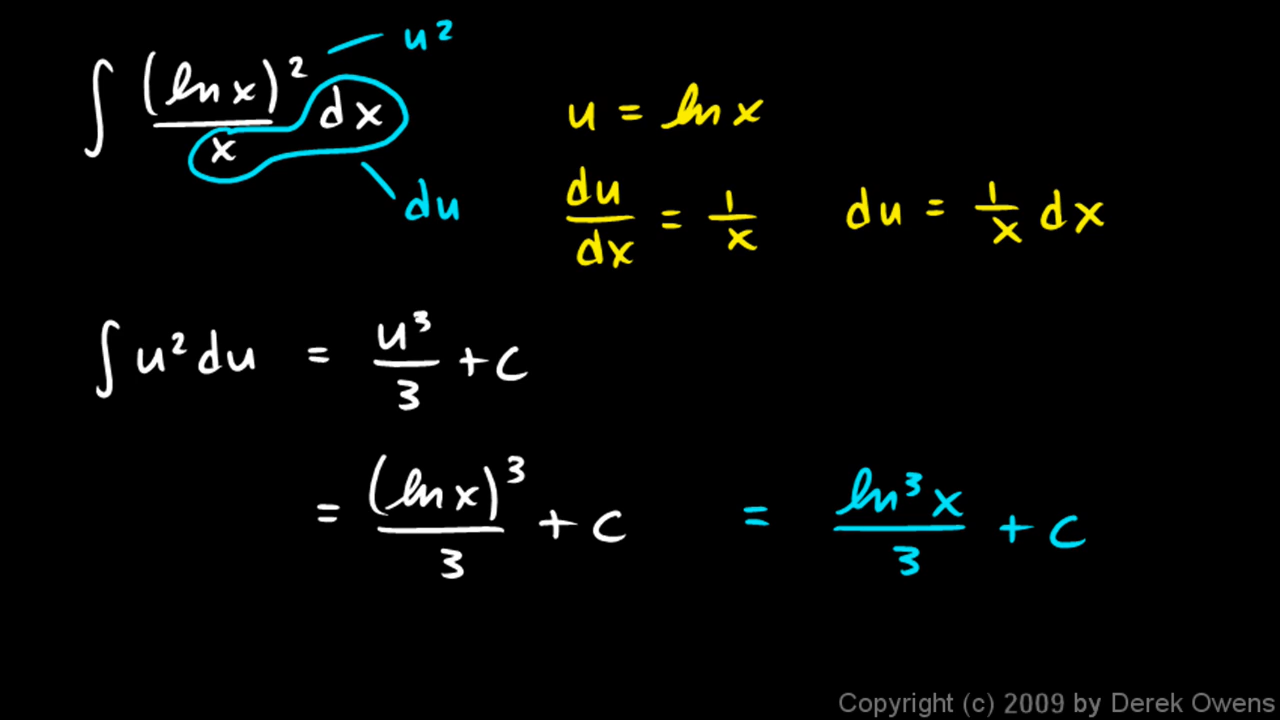 ∫ (ln x)² / x dx
u²
du
u = ln x
du/dx = 1/x    du = 1/x dx
∫ u² du = u³/3 + c
= (ln x)³/3 + c    = ln³x/3 + c
Copyright (c) 2009 by Derek Owens